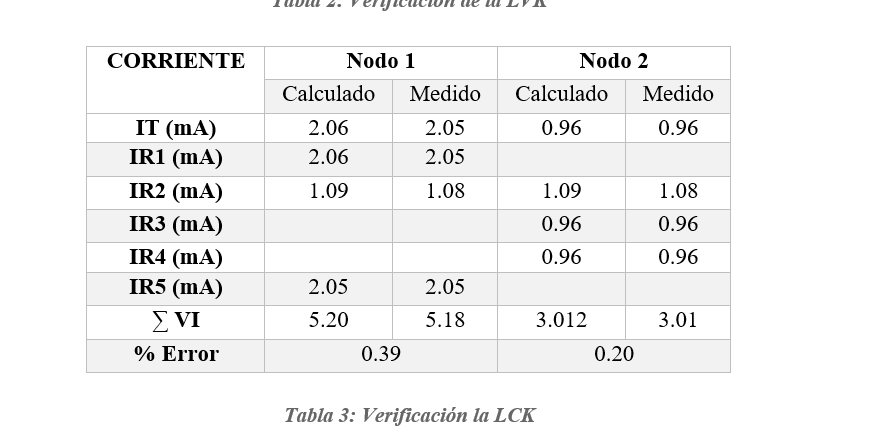 Tabla 2: Verificación de la LVK
CORRIENTE Nodo 1 Nodo 2
Calculado Medido Calculado Medido
IT (mA) 2.06 2.05 0.96 0.96
IR1 (mA) 2.06 2.05
IR2 (mA) 1.09 1.08 1.09 1.08
IR3 (mA) 0.96 0.96
IR4 (mA) 0.96 0.96
IR5 (mA) 2.05 2.05
∑ VI 5.20 5.18 3.012 3.01
% Error 0.39 0.20
Tabla 3: Verificación la LCK